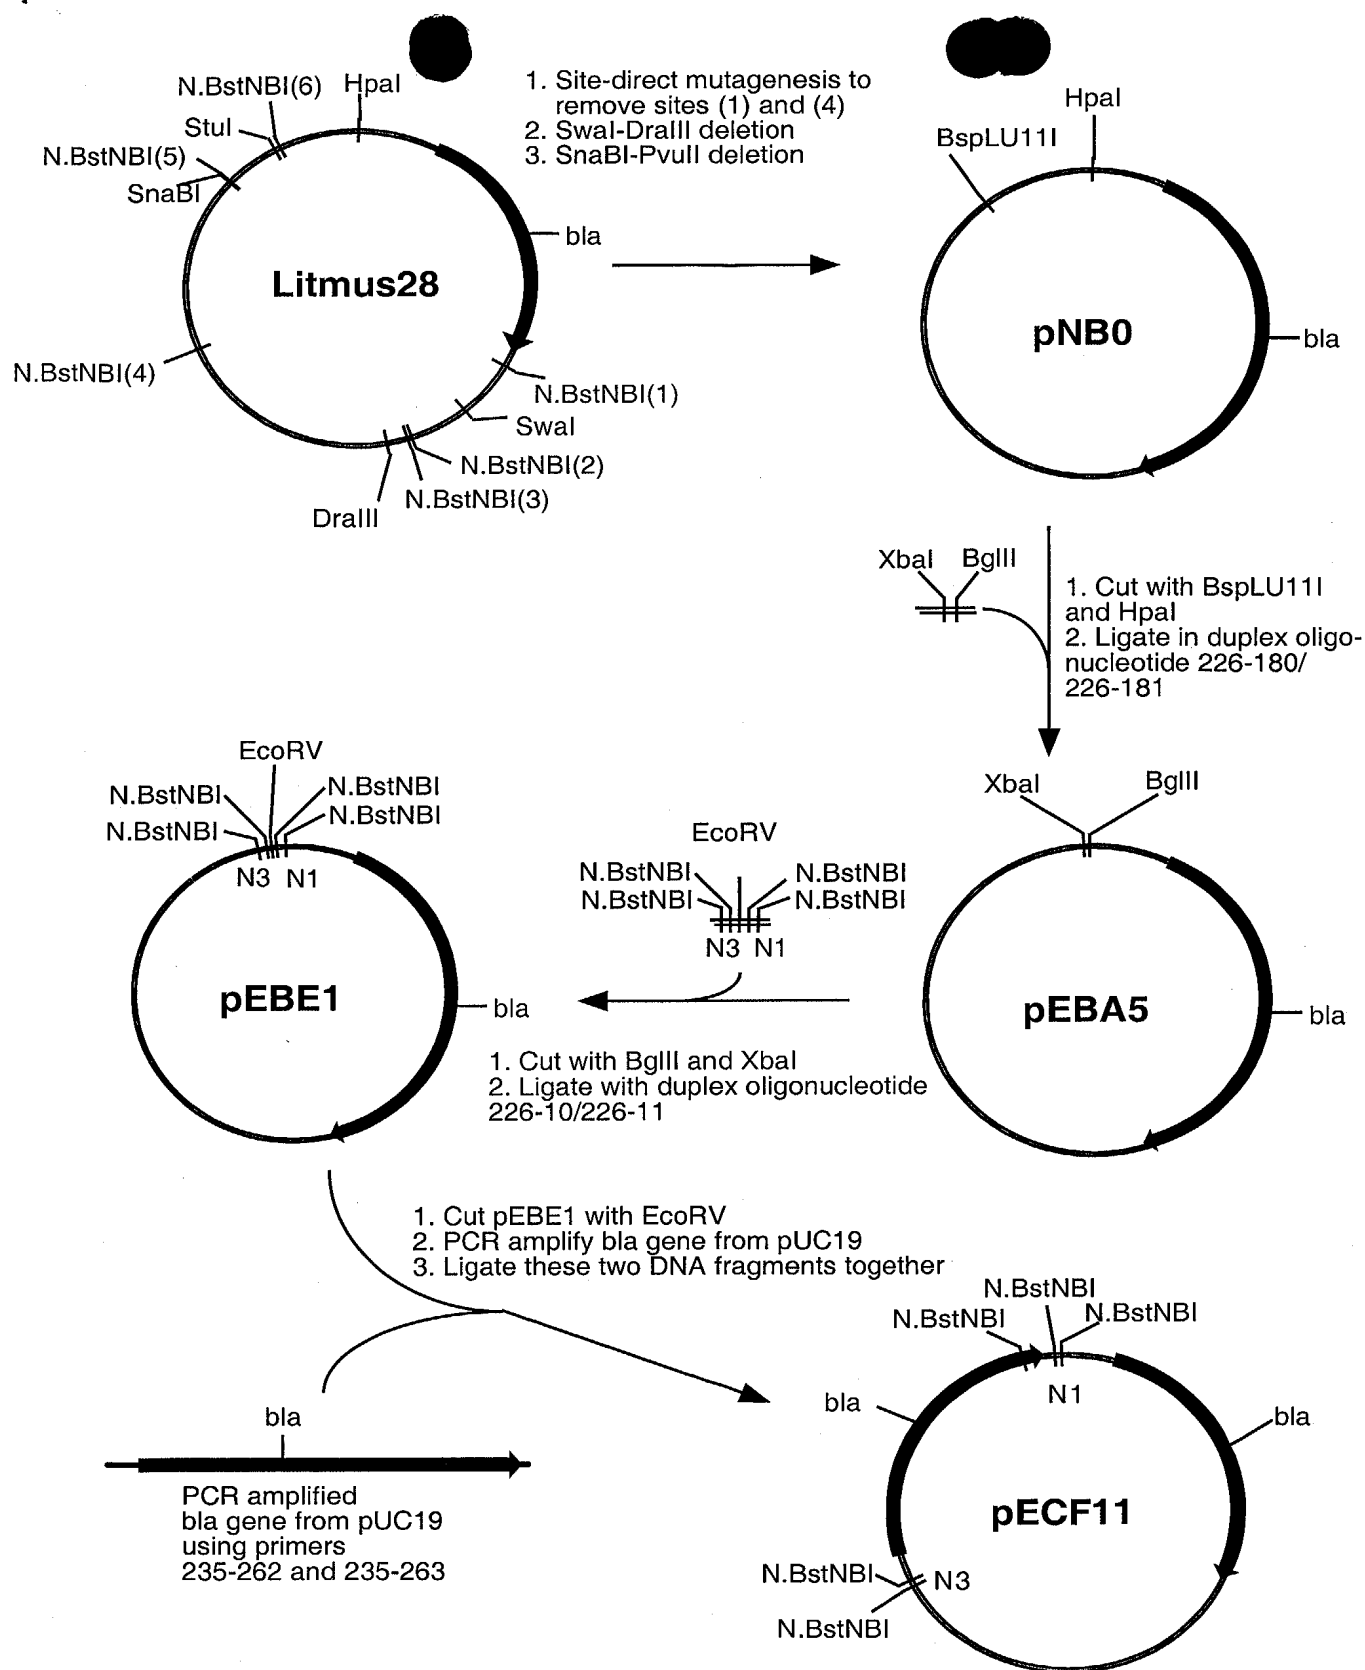 N.BstNBI(6)
HpaI
StuI
N.BstNBI(5)
SnaBI
bla
Litmus28
N.BstNBI(4)
N.BstNBI(1)
SwaI
N.BstNBI(2)
N.BstNBI(3)
DraIII
1. Site-direct mutagenesis to
remove sites (1) and (4)
2. SwaI-DraIII deletion
3. SnaBI-PvuII deletion
HpaI
BspLU11I
pNB0
bla
XbaI BglII
1. Cut with BspLU11I
and HpaI
2. Ligate in duplex oligo-
nucleotide 226-180/
226-181
XbaI
BglII
pEBA5
bla
EcoRV
N.BstNBI
N.BstNBI
N.BstNBI
N.BstNBI
N3 N1
1. Cut with BglII and XbaI
2. Ligate with duplex oligonucleotide
226-10/226-11
EcoRV
N.BstNBI
N.BstNBI
N.BstNBI
N.BstNBI
N3 N1
pEBE1
bla
1. Cut pEBE1 with EcoRV
2. PCR amplify bla gene from pUC19
3. Ligate these two DNA fragments together
bla
PCR amplified
bla gene from pUC19
using primers
235-262 and 235-263
N.BstNBI
N.BstNBI
N.BstNBI
N1
bla
bla
pECF11
N.BstNBI
N3
N.BstNBI